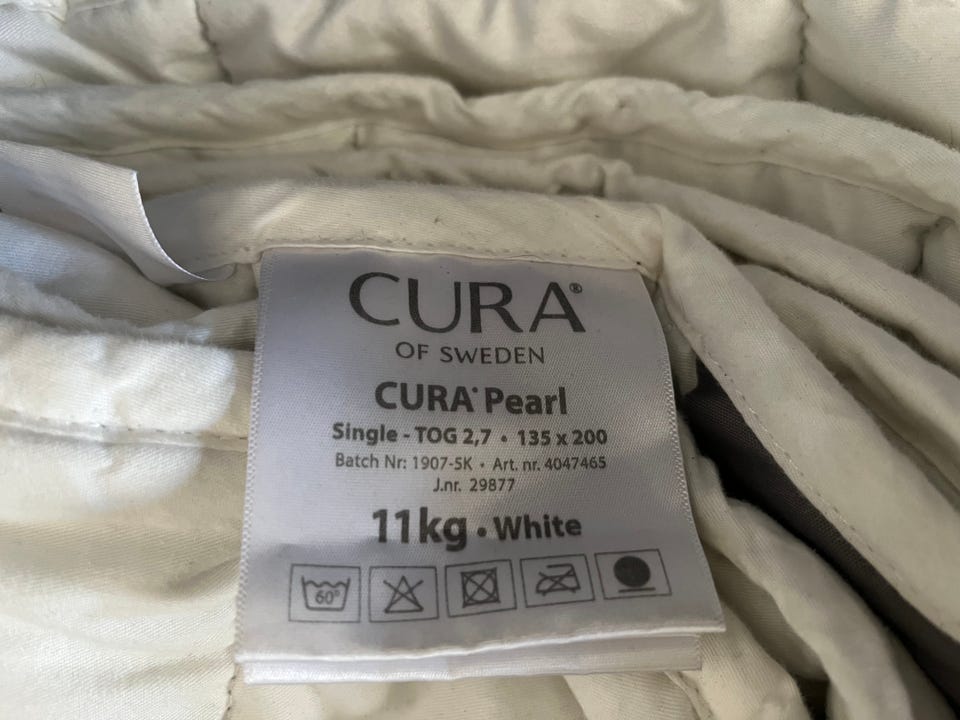 CURA®
OF SWEDEN
CURA® Pearl
Single - TOG 2,7 • 135 x 200
Batch Nr: 1907-5K • Art. nr. 4047465
J.nr. 29877
11kg • White
60°